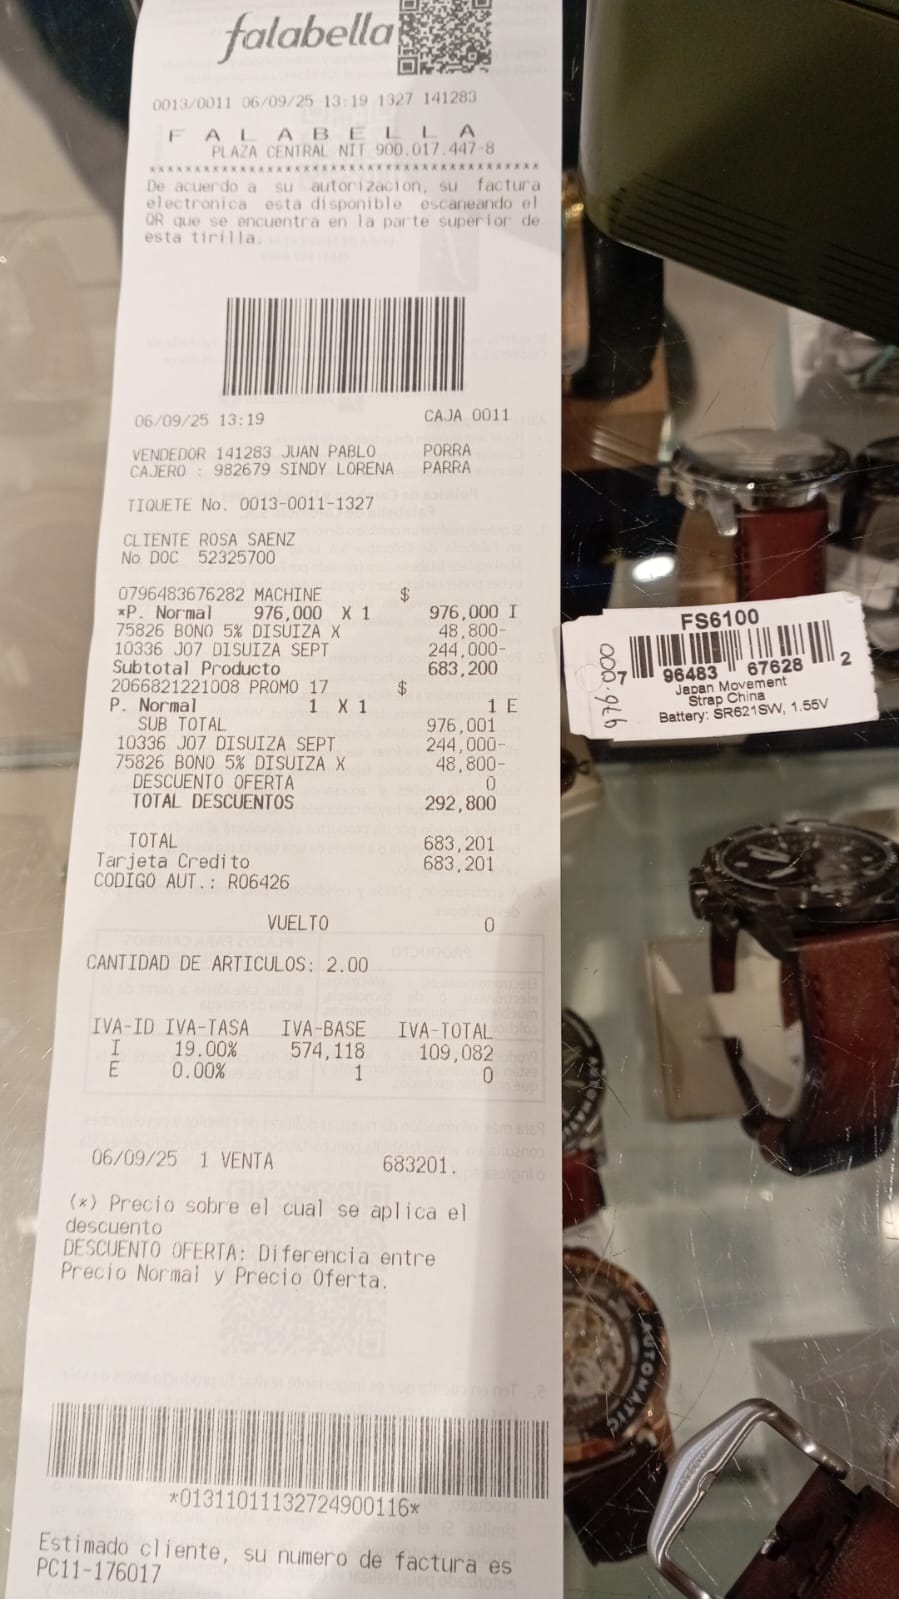 falabella
0013/0011 06/09/25 13:19 1327 141283
F A L A B E L L A
PLAZA CENTRAL NIT 900.017.447-8
****************************************
De acuerdo a su autorizacion, su factura
electronica esta disponible escaneando el
QR que se encuentra en la parte superior de
esta tirilla.
06/09/25 13:19 CAJA 0011
VENDEDOR 141283 JUAN PABLO PORRA
CAJERO : 982679 SINDY LORENA PARRA
TIQUETE No. 0013-0011-1327
CLIENTE ROSA SAENZ
No DOC 52325700
0796483676282 MACHINE $
*P. Normal 976,000 X 1 976,000 I
75826 BONO 5% DISUIZA X 48,800-
10336 J07 DISUIZA SEPT 244,000-
Subtotal Producto 683,200
2066821221008 PROMO 17 $
P. Normal 1 X 1 1 E
SUB TOTAL 976,001
10336 J07 DISUIZA SEPT 244,000-
75826 BONO 5% DISUIZA X 48,800-
DESCUENTO OFERTA 0
TOTAL DESCUENTOS 292,800
TOTAL 683,201
Tarjeta Credito 683,201
CODIGO AUT.: R06426
VUELTO 0
CANTIDAD DE ARTICULOS: 2.00
IVA-ID IVA-TASA IVA-BASE IVA-TOTAL
I 19.00% 574,118 109,082
E 0.00% 1 0
06/09/25 1 VENTA 683201.
(*) Precio sobre el cual se aplica el
descuento
DESCUENTO OFERTA: Diferencia entre
Precio Normal y Precio Oferta.
*01311011132724900116*
Estimado cliente, su numero de factura es
PC11-176017
FS6100
7 96483 67628 2
Japan Movement
Strap China
Battery: SR621SW, 1.55V
976.000
AUTOMATIC